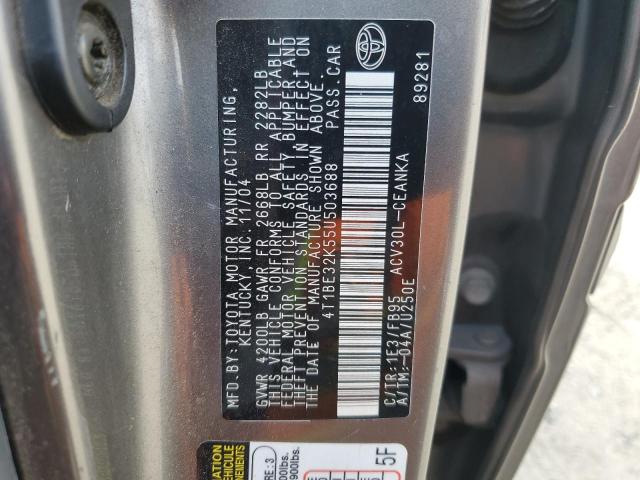 MFD.BY:TOYOTA MOTOR MANUFACTURING,
KENTUCKY, INC. 11/04
GVWR 4200LB GAWR FR 2668LB RR 2282LB
THIS VEHICLE CONFORMS TO ALL APPLICABLE
FEDERAL MOTOR VEHICLE SAFETY, BUMPER, AND
THEFT PREVENTION STANDARDS IN EFFECT ON
THE DATE OF MANUFACTURE SHOWN ABOVE.
4T1BE32K55U503688 PASS. CAR
C/TR:1E3/FB95 ACV30L-CEANKA
A/TM:-04A/U250E
89281
5F